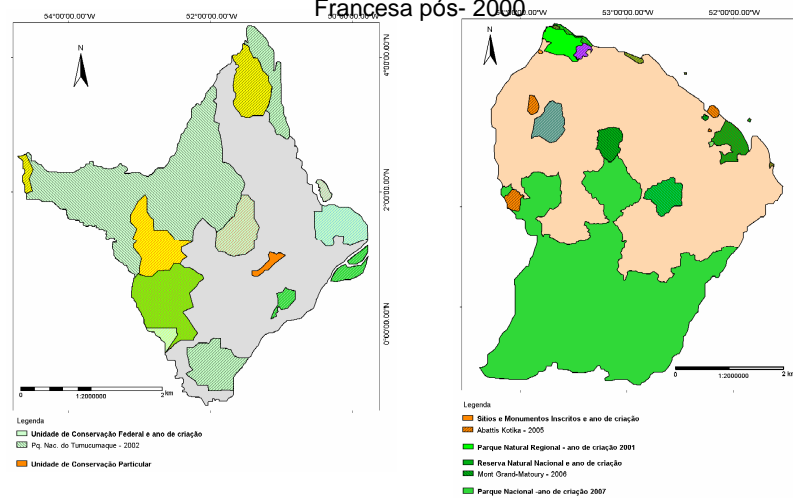 Francesa pós- 2000
54°00'00.00"W
52°00'00.00"W
N
4°00'00.00"N
2°00'00.00"N
0°00'00.00"N
0
1:2000000
2
km
Legenda
Unidade de Conservação Federal e ano de criação
Pq. Nac. do Tumucumaque - 2002
Unidade de Conservação Particular
53°00'00.00"W
52°00'00.00"W
N
0
1:2000000
2 km
Legenda
Sítios e Monumentos Inscritos e ano de criação
Abattis Kotika - 2005
Parque Natural Regional - ano de criação 2001
Reserva Natural Nacional e ano de criação
Mont Grand-Matoury - 2006
Parque Nacional -ano de criação 2007